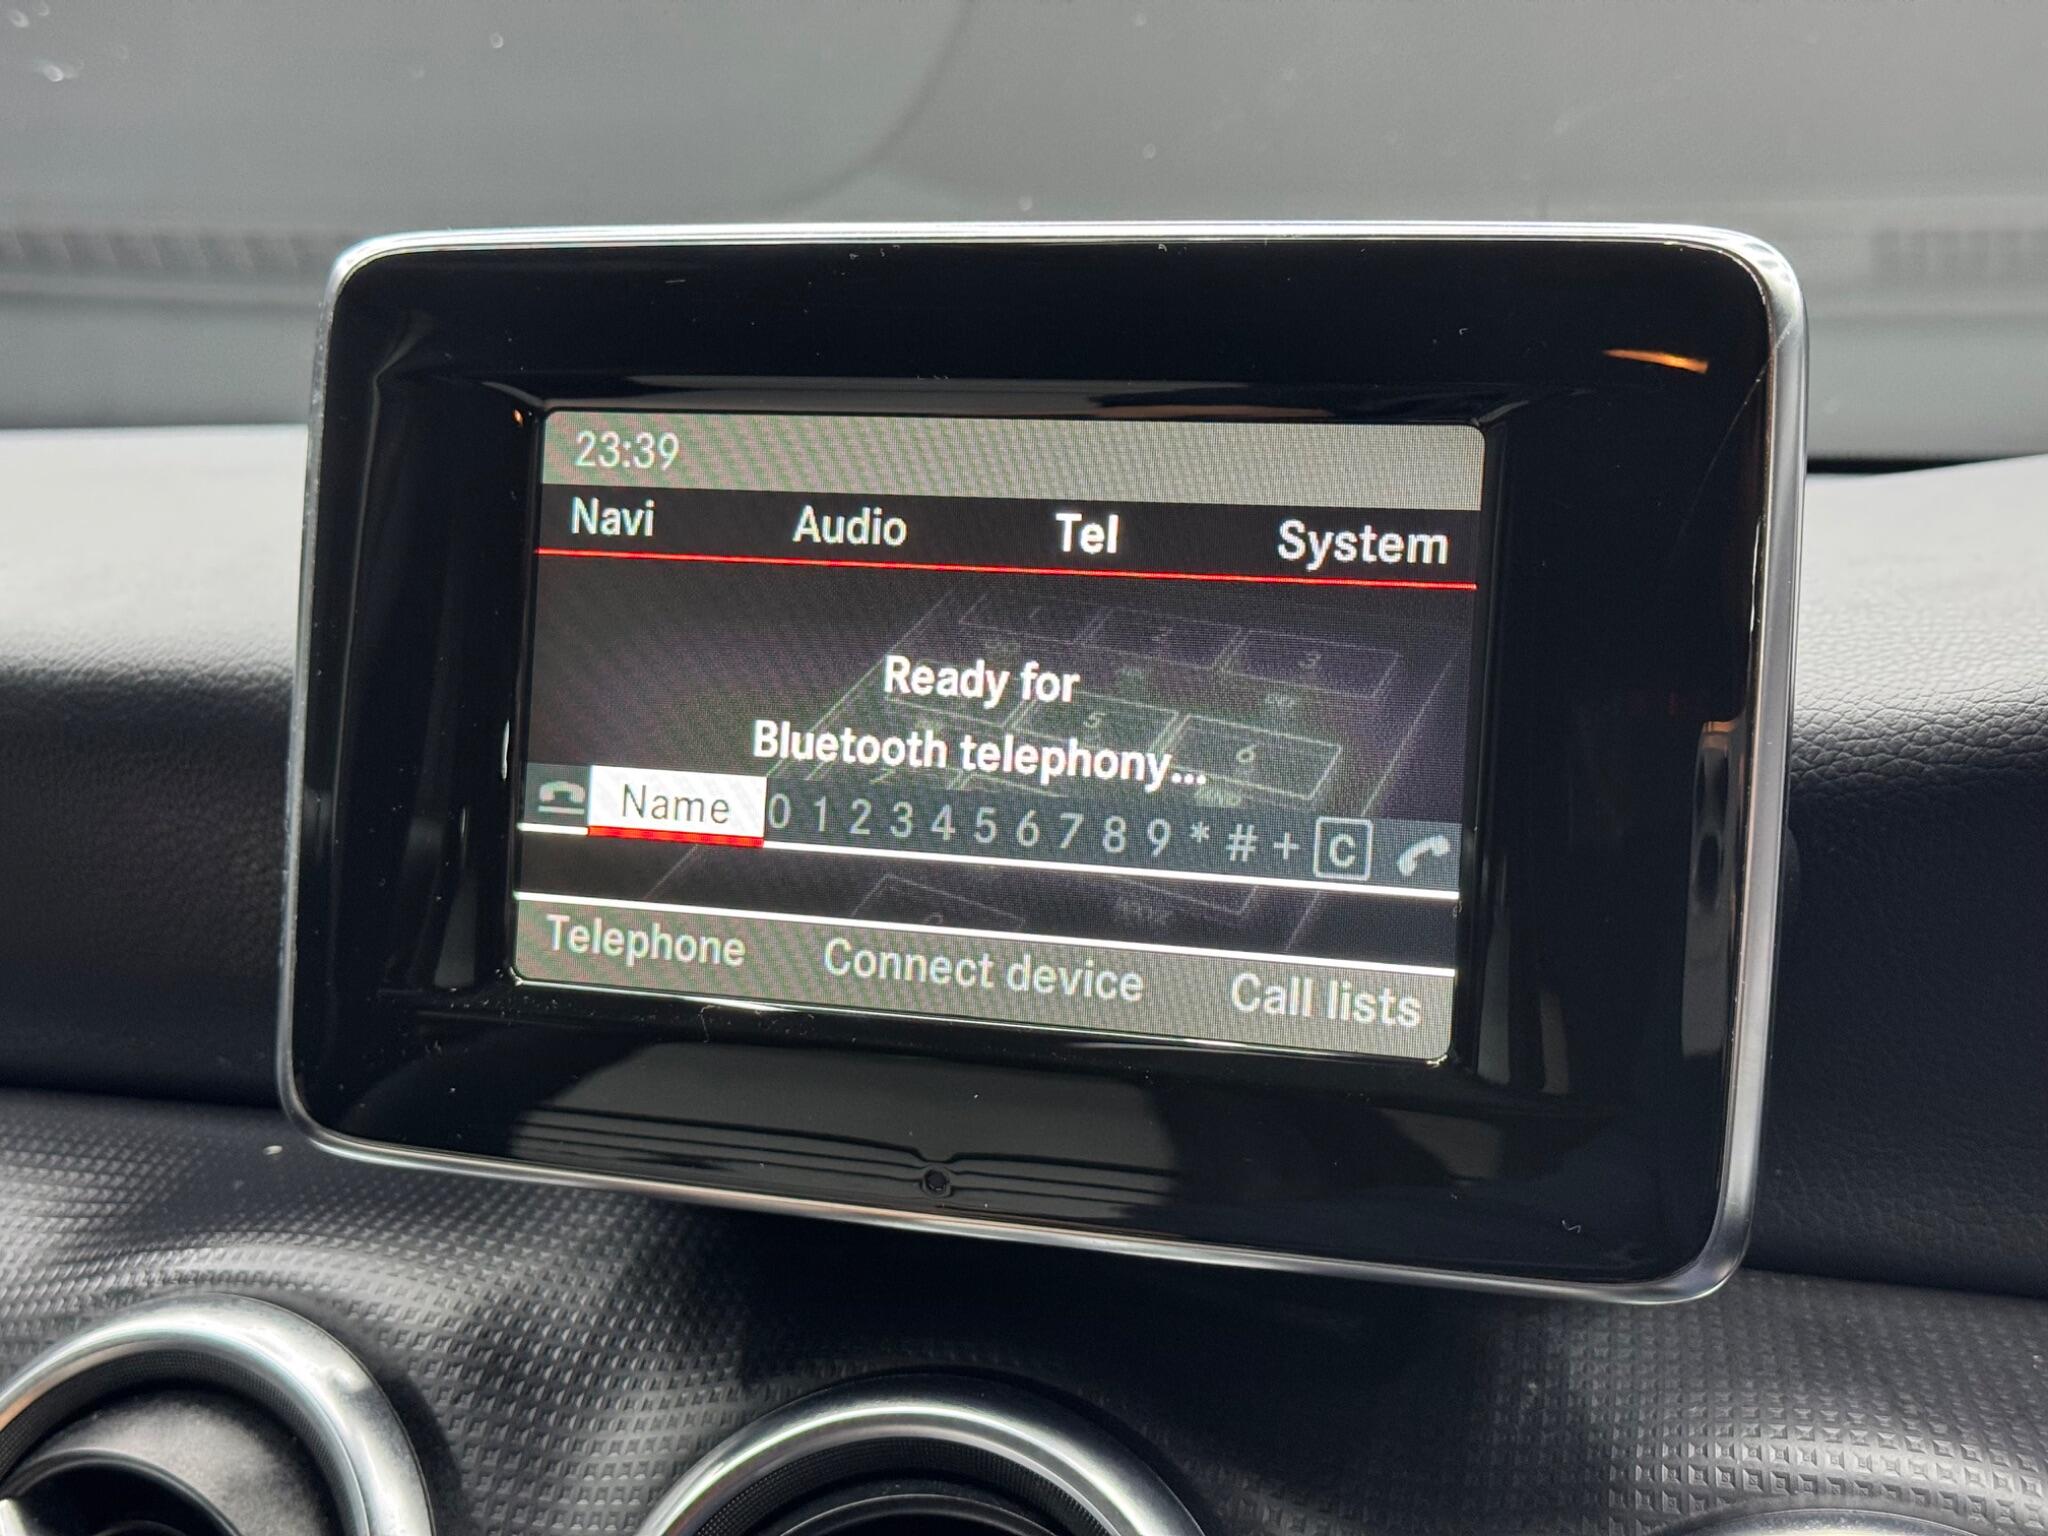 23:39
Navi Audio Tel System
Ready for
Bluetooth telephony...
Name 0 1 2 3 4 5 6 7 8 9 * # + C
Telephone Connect device Call lists